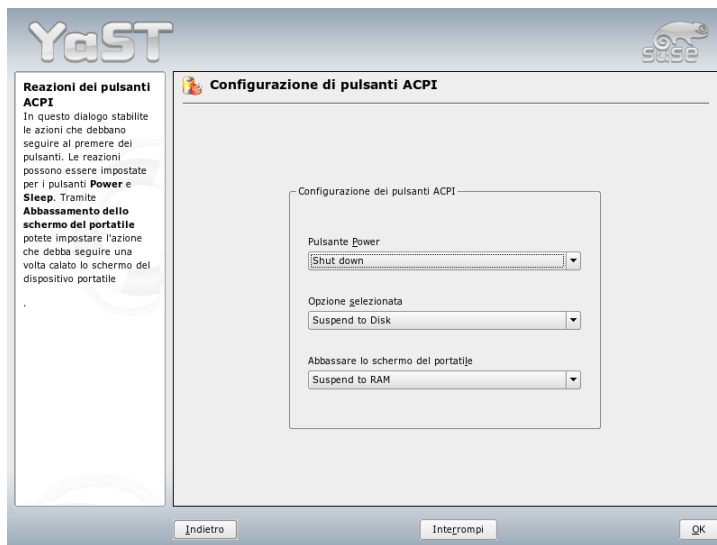 YaST
SUSE
Reazioni dei pulsanti
ACPI
In questo dialogo stabilite
le azioni che debbano
seguire al premere dei
pulsanti. Le reazioni
possono essere impostate
per i pulsanti Power e
Sleep. Tramite
Abbassamento dello
schermo del portatile
potete impostare l'azione
che debba seguire una
volta calato lo schermo del
dispositivo portatile
.
Configurazione di pulsanti ACPI
Configurazione dei pulsanti ACPI
Pulsante Power
Shut down
Opzione selezionata
Suspend to Disk
Abbassare lo schermo del portatile
Suspend to RAM
Indietro
Interrompi
OK